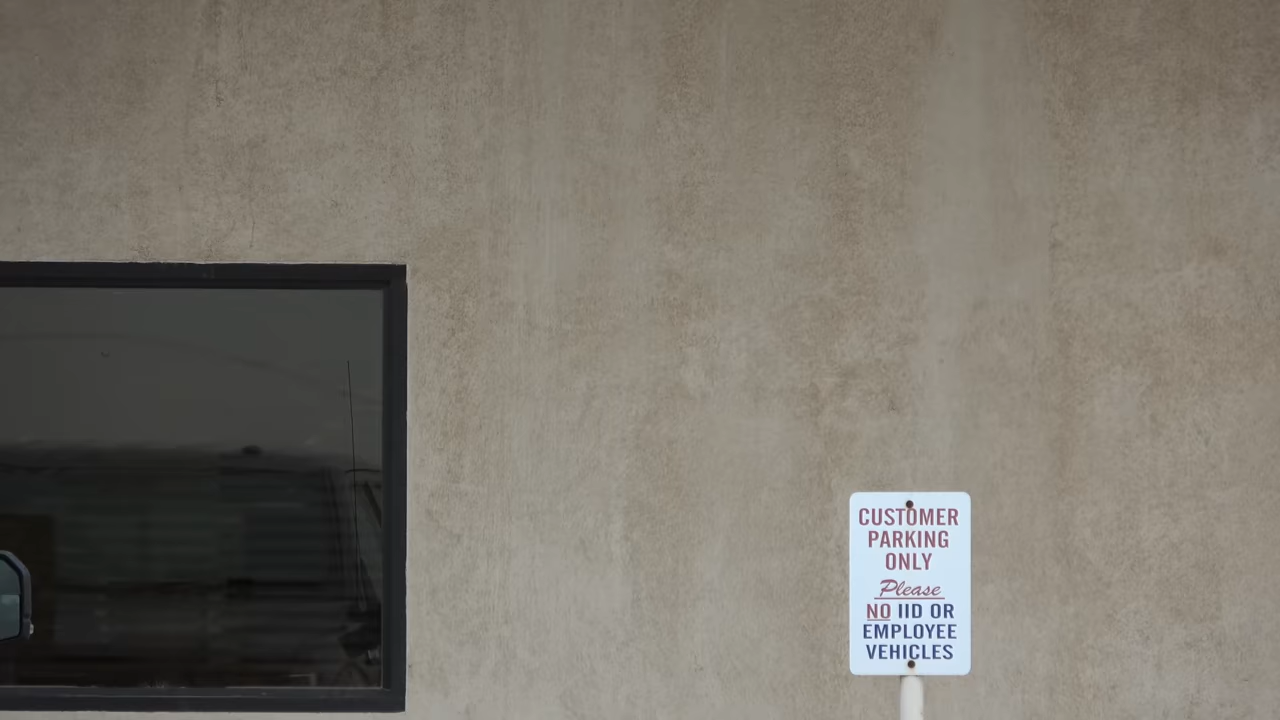 CUSTOMER
PARKING
ONLY
Please
NO IID OR
EMPLOYEE
VEHICLES